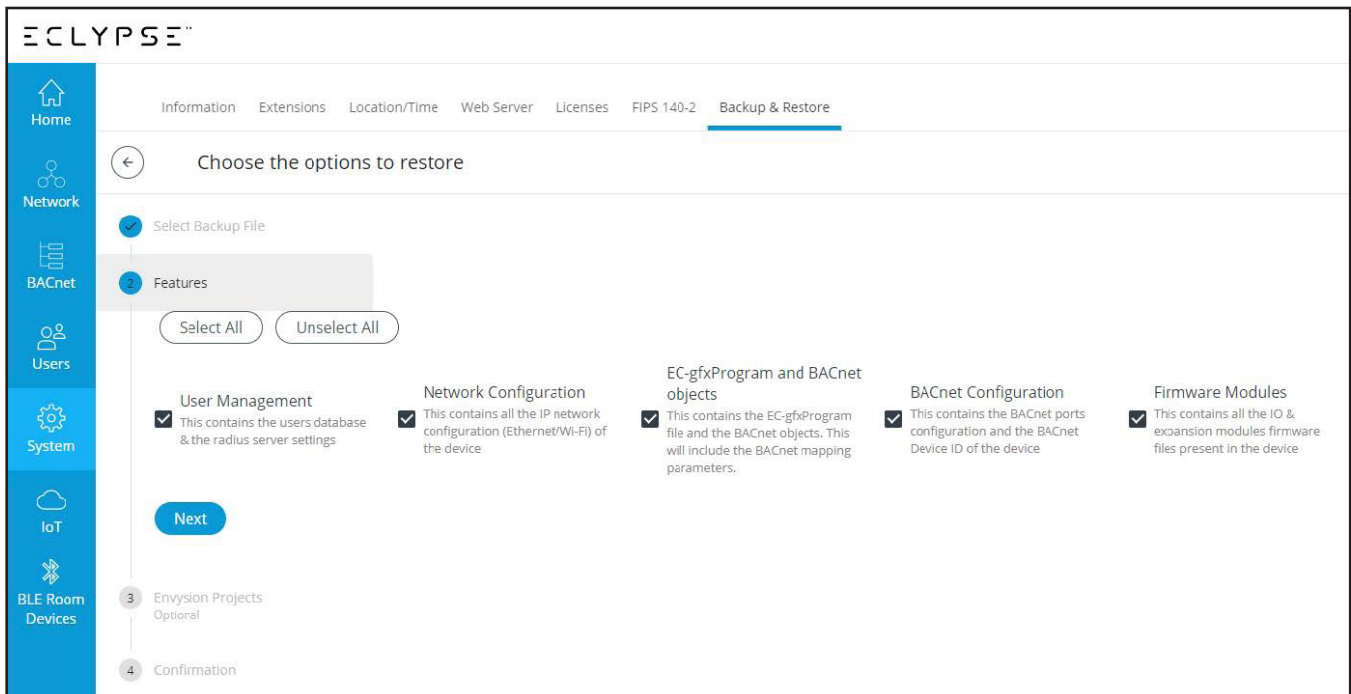 ECLYPSE™
Home
Network
BACnet
Users
System
IoT
BLE Room
Devices
Information Extensions Location/Time Web Server Licenses FIPS 140-2 Backup & Restore
Choose the options to restore
Select Backup File
2 Features
Select All Unselect All
User Management
This contains the users database
& the radius server settings
Network Configuration
This contains all the IP network
configuration (Ethernet/Wi-Fi) of
the device
EC-gfxProgram and BACnet
objects
This contains the EC-gfxProgram
file and the BACnet objects. This
will include the BACnet mapping
parameters.
BACnet Configuration
This contains the BACnet ports
configuration and the BACnet
Device ID of the device
Firmware Modules
This contains all the IO &
expansion modules firmware
files present in the device
Next
3 Envysion Projects
Optional
4 Confirmation